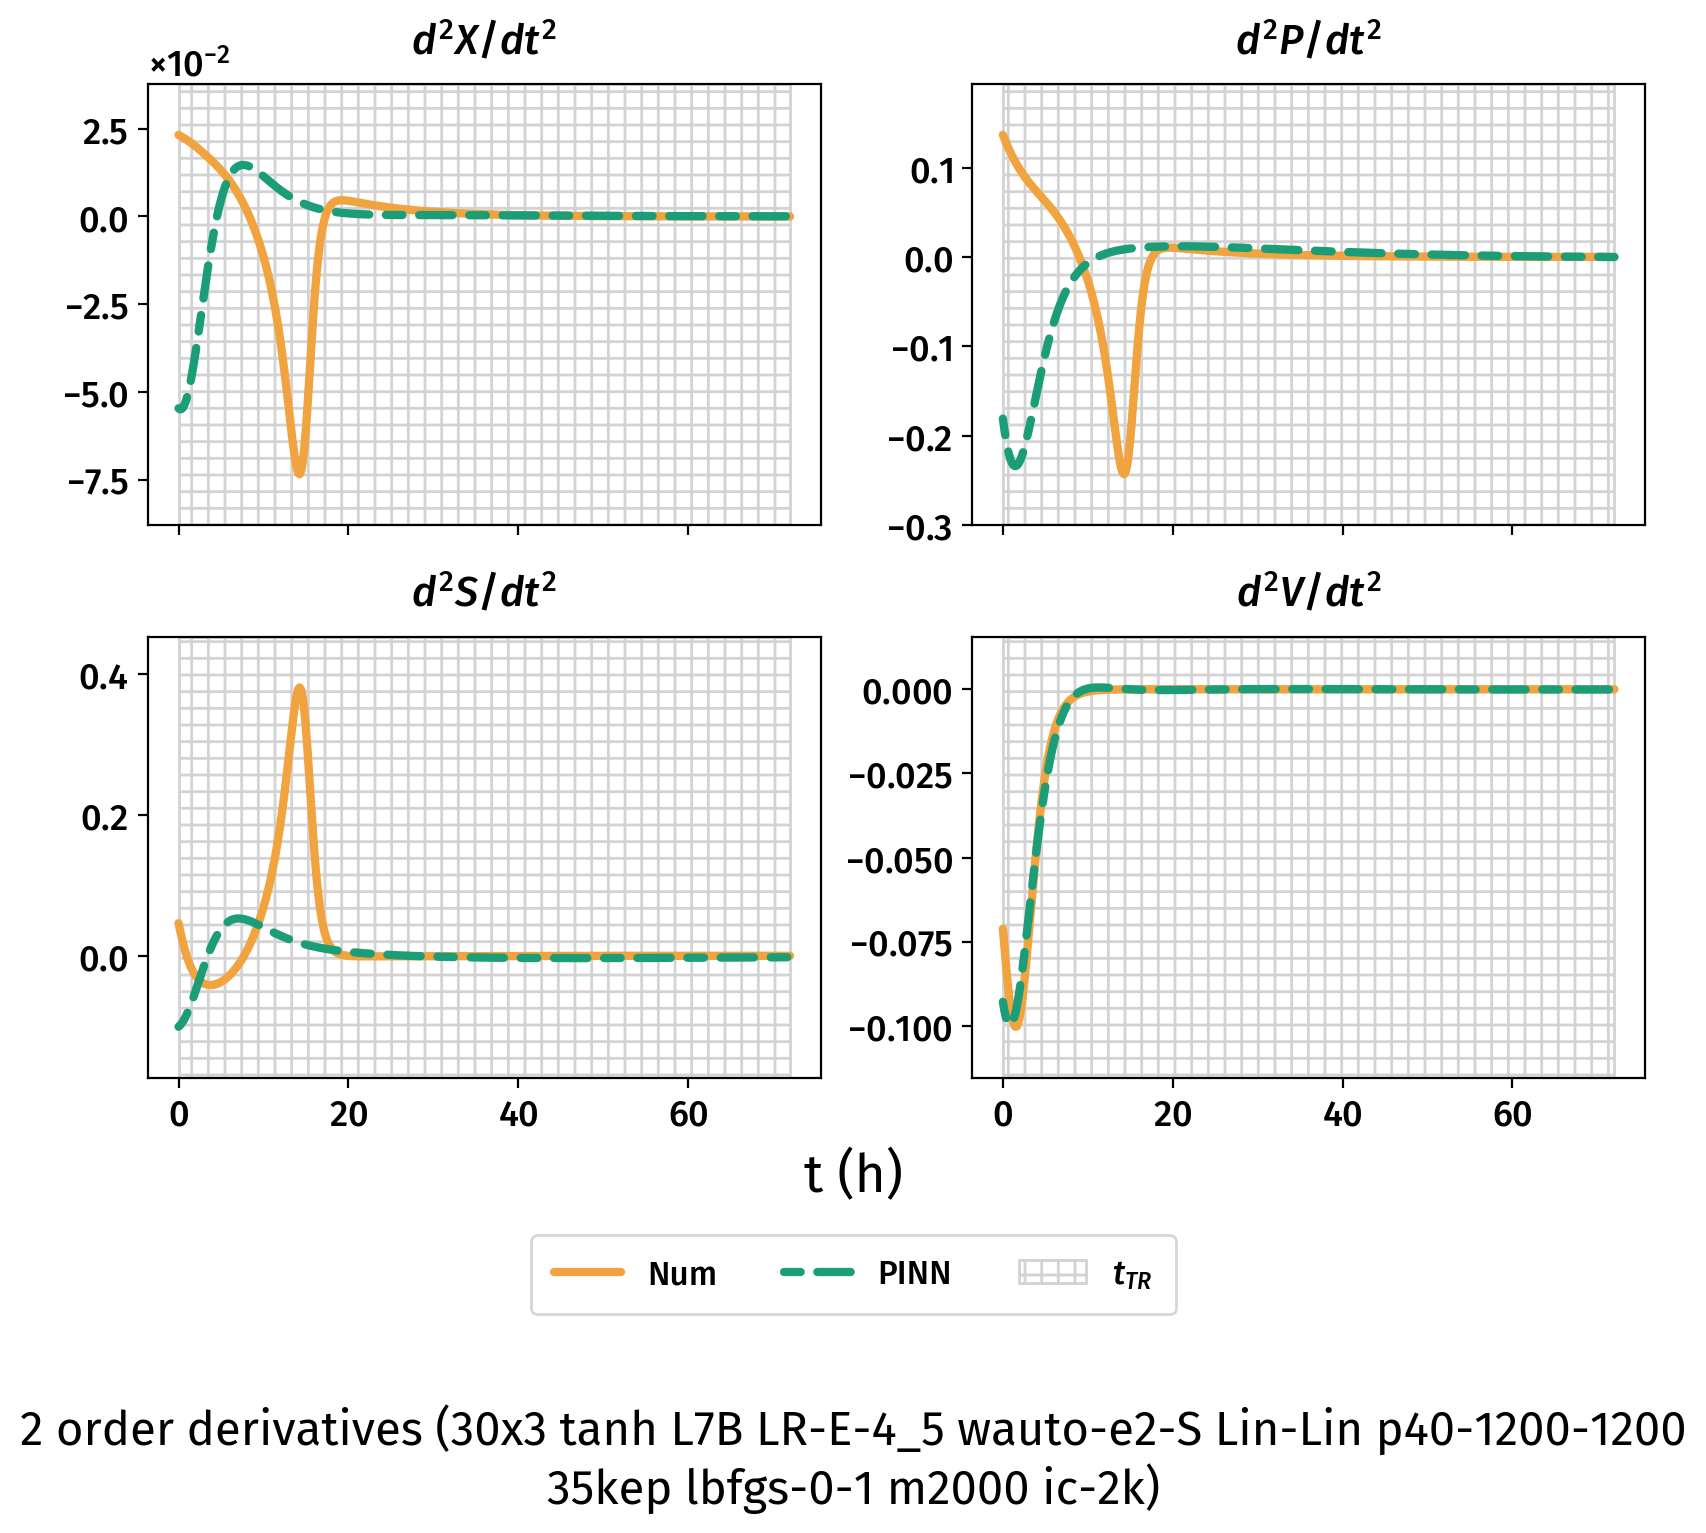 d²X/dt²
×10⁻²
2.5
0.0
−2.5
−5.0
−7.5
d²P/dt²
0.1
0.0
−0.1
−0.2
−0.3
d²S/dt²
0.4
0.2
0.0
0
20
40
60
d²V/dt²
0.000
−0.025
−0.050
−0.075
−0.100
0
20
40
60
t (h)
Num
PINN
t_TR
2 order derivatives (30x3 tanh L7B LR-E-4_5 wauto-e2-S Lin-Lin p40-1200-1200
35kep lbfgs-0-1 m2000 ic-2k)